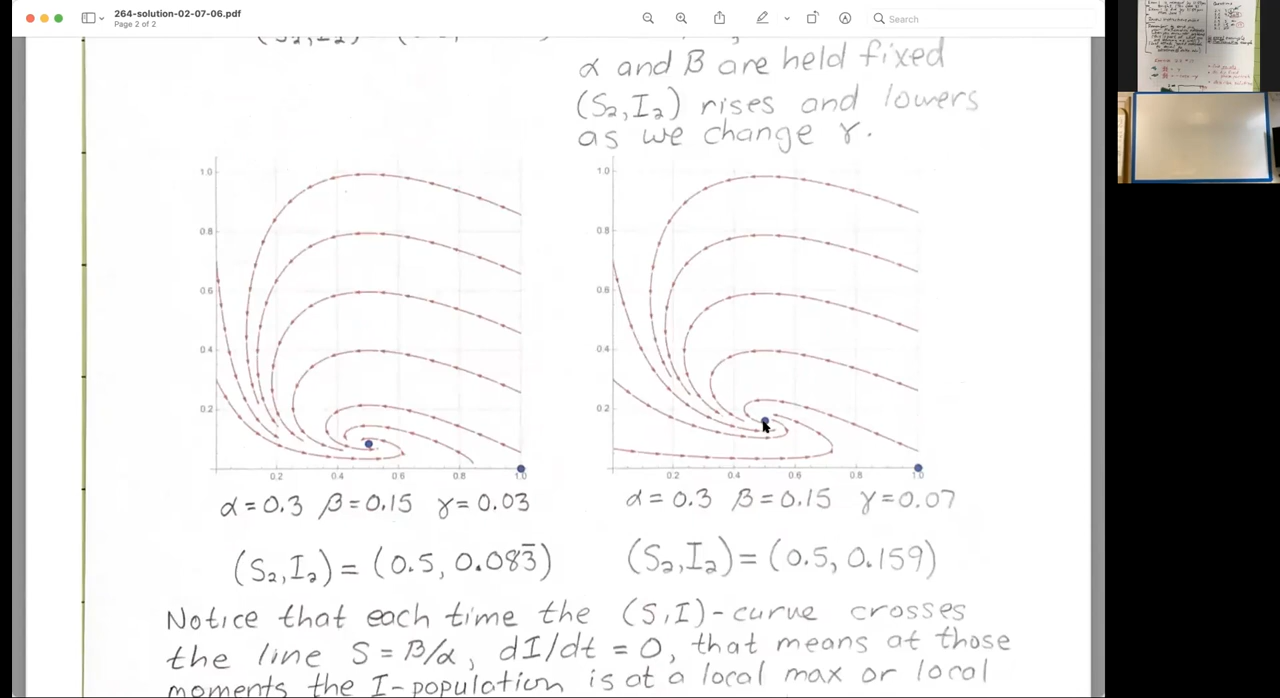 264-solution-02-07-06.pdf
Page 2 of 2
Search
(S₂, I₂)
α and β are held fixed
(S₂, I₂) rises and lowers
as we change γ.
1.0
0.8
0.6
0.4
0.2
0.2 0.4 0.6 0.8 1.0
1.0
0.8
0.6
0.4
0.2
0.2 0.4 0.6 0.8 1.0
α = 0.3 β = 0.15 γ = 0.03
α = 0.3 β = 0.15 γ = 0.07
(S₂, I₂) = (0.5, 0.083̅)
(S₂, I₂) = (0.5, 0.159)
Notice that each time the (S,I)-curve crosses
the line S = β/α, dI/dt = 0, that means at those
moments the I-population is at a local max or local